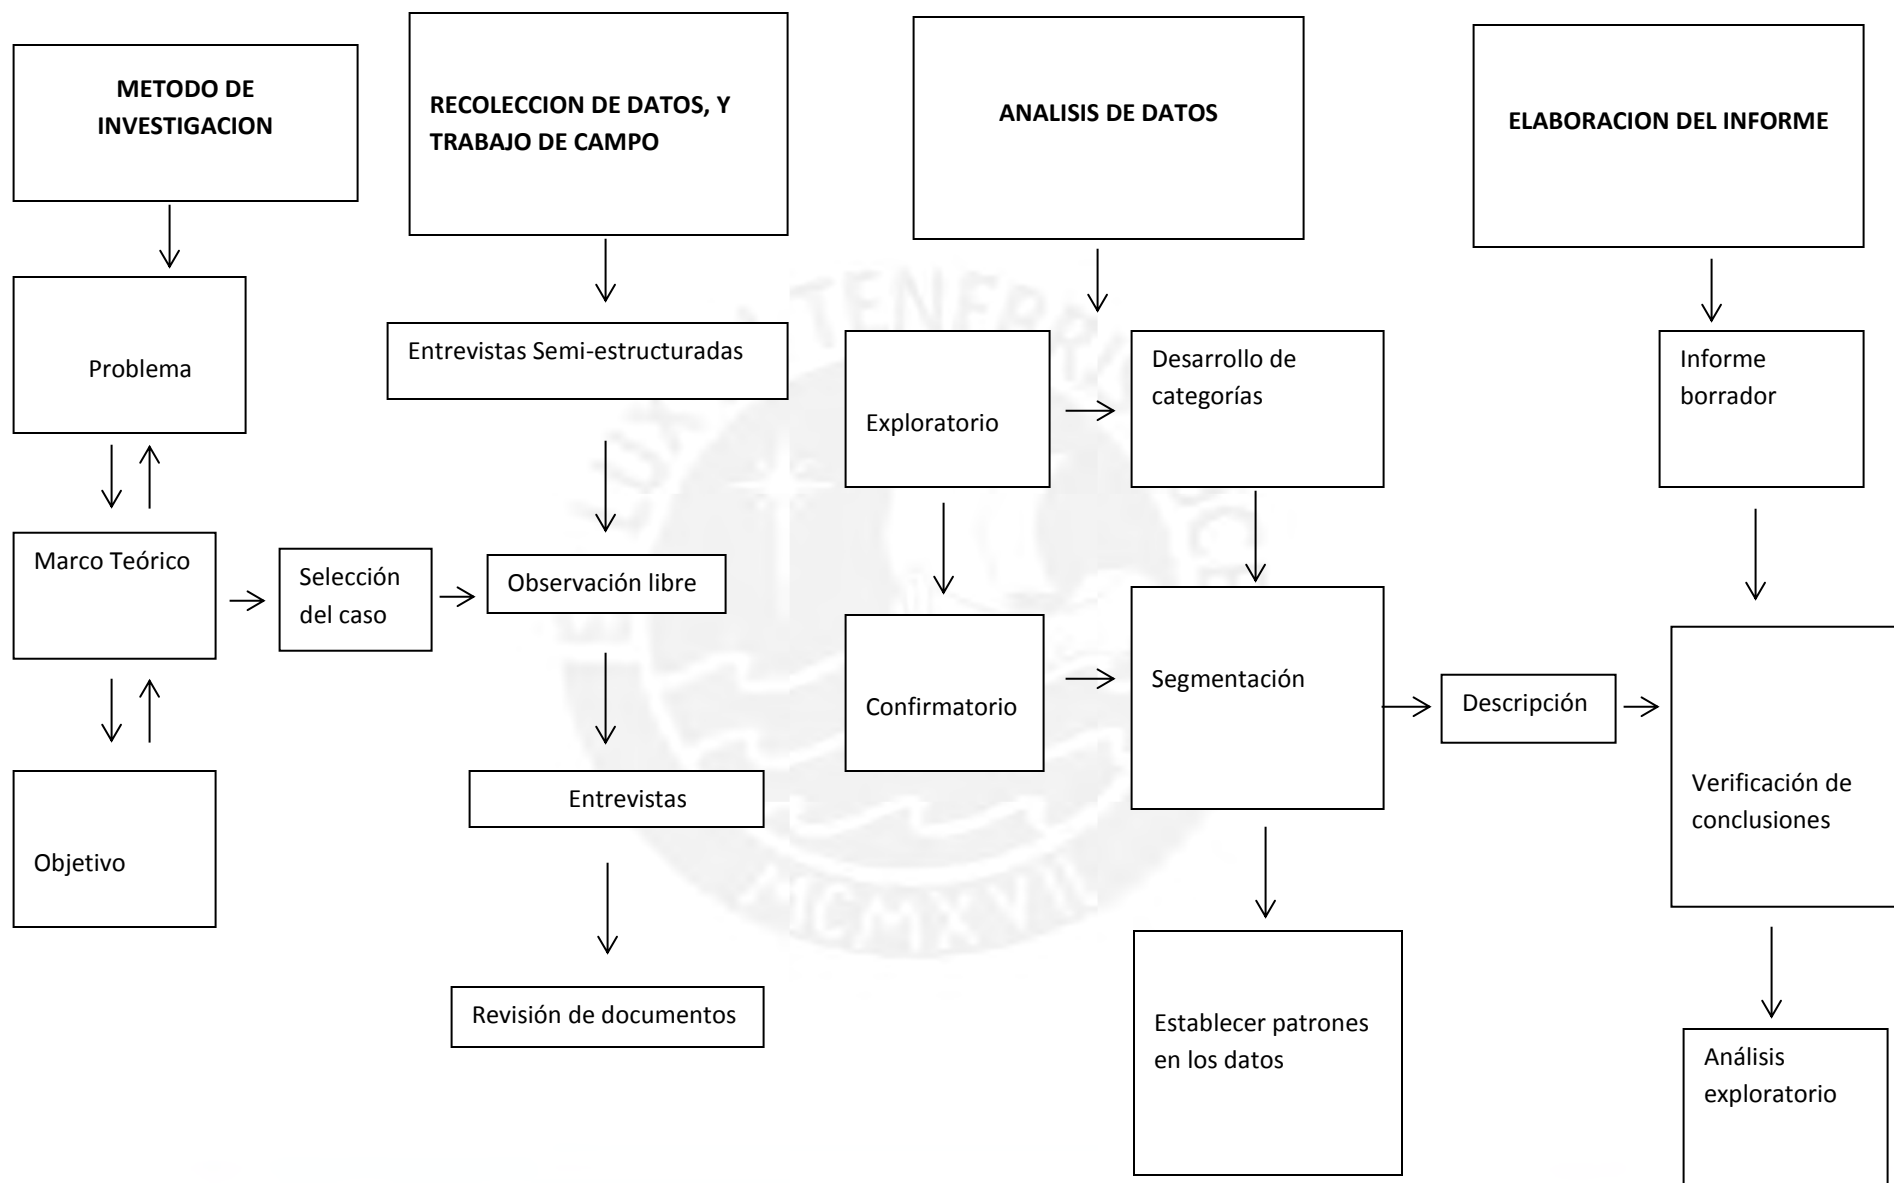 METODO DE
INVESTIGACION
RECOLECCION DE DATOS, Y
TRABAJO DE CAMPO
ANALISIS DE DATOS
ELABORACION DEL INFORME
Problema
Entrevistas Semi-estructuradas
Exploratorio
Desarrollo de
categorías
Informe
borrador
Marco Teórico
Selección
del caso
Observación libre
Confirmatorio
Segmentación
Descripción
Verificación de
conclusiones
Objetivo
Entrevistas
Revisión de documentos
Establecer patrones
en los datos
Análisis
exploratorio
MCMXVII